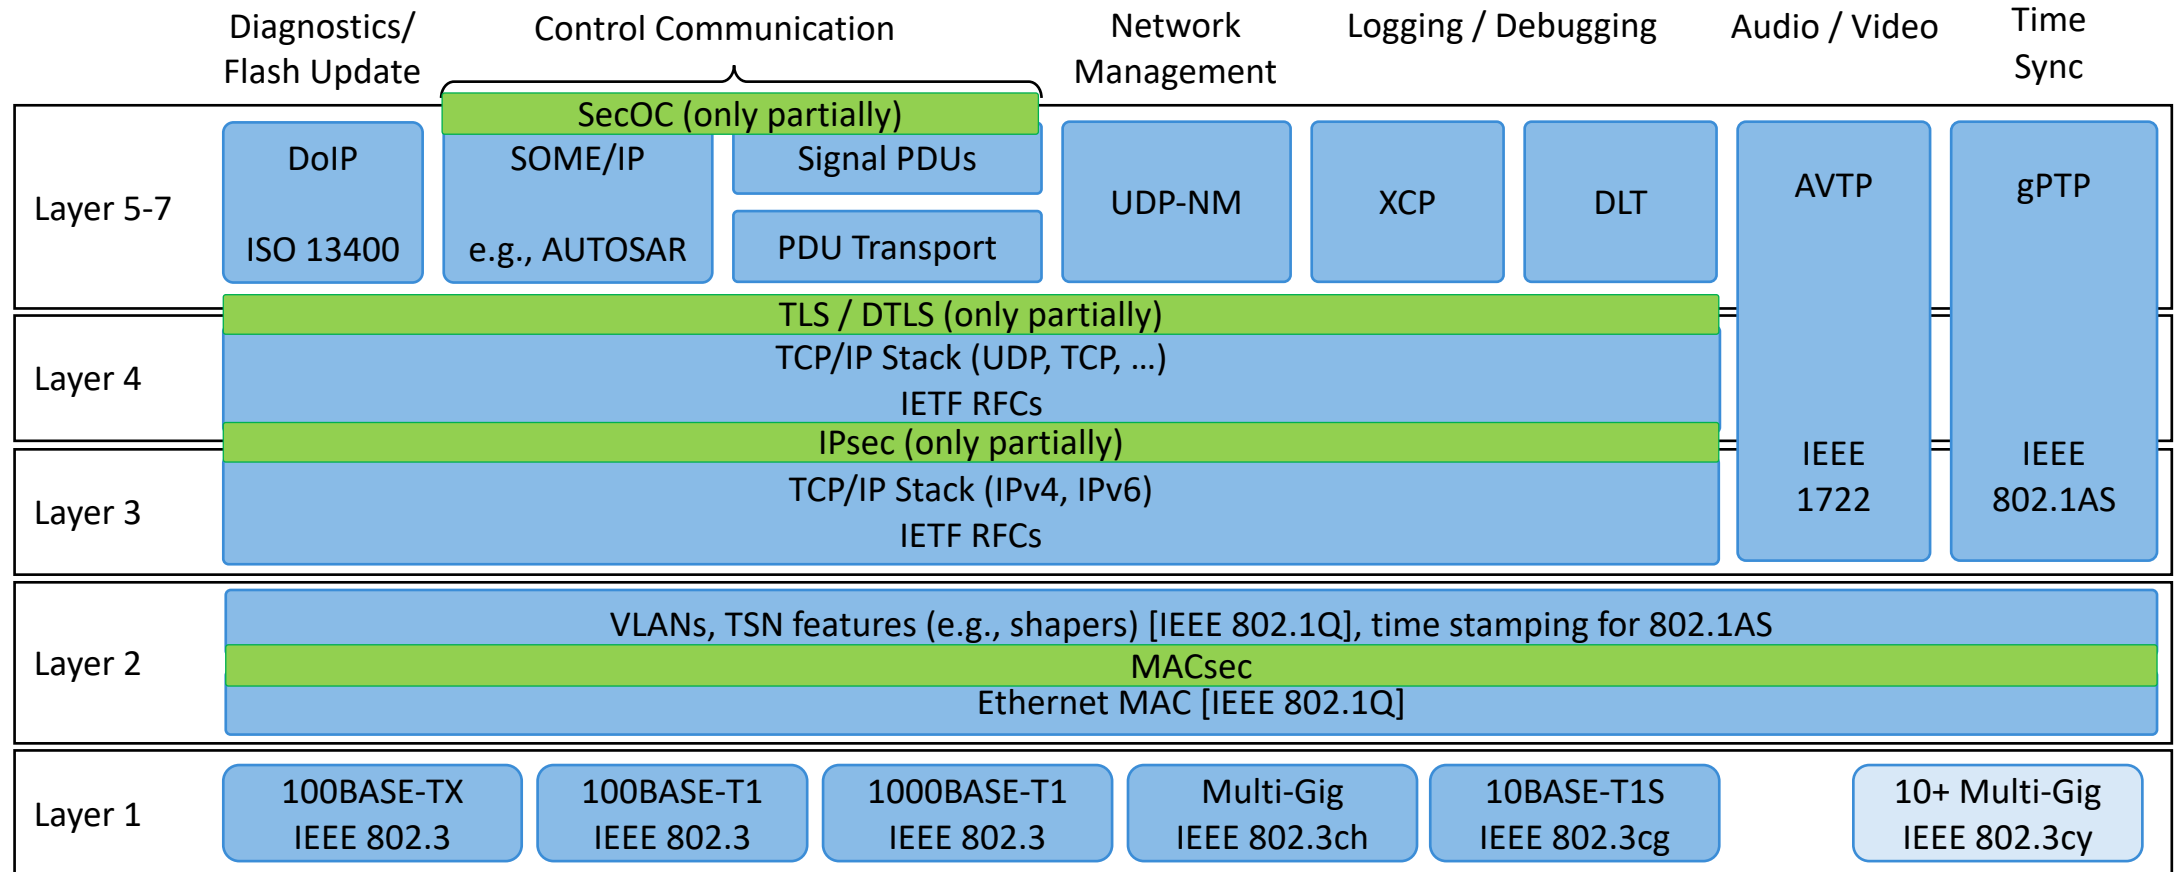 Diagnostics/
Flash Update
Control Communication
Network
Management
Logging / Debugging
Audio / Video
Time
Sync
Layer 5-7
SecOC (only partially)
DoIP
ISO 13400
SOME/IP
e.g., AUTOSAR
Signal PDUs
PDU Transport
UDP-NM
XCP
DLT
AVTP
IEEE
1722
gPTP
IEEE
802.1AS
TLS / DTLS (only partially)
Layer 4
TCP/IP Stack (UDP, TCP, …)
IETF RFCs
IPsec (only partially)
Layer 3
TCP/IP Stack (IPv4, IPv6)
IETF RFCs
Layer 2
VLANs, TSN features (e.g., shapers) [IEEE 802.1Q], time stamping for 802.1AS
MACsec
Ethernet MAC [IEEE 802.1Q]
Layer 1
100BASE-TX
IEEE 802.3
100BASE-T1
IEEE 802.3
1000BASE-T1
IEEE 802.3
Multi-Gig
IEEE 802.3ch
10BASE-T1S
IEEE 802.3cg
10+ Multi-Gig
IEEE 802.3cy